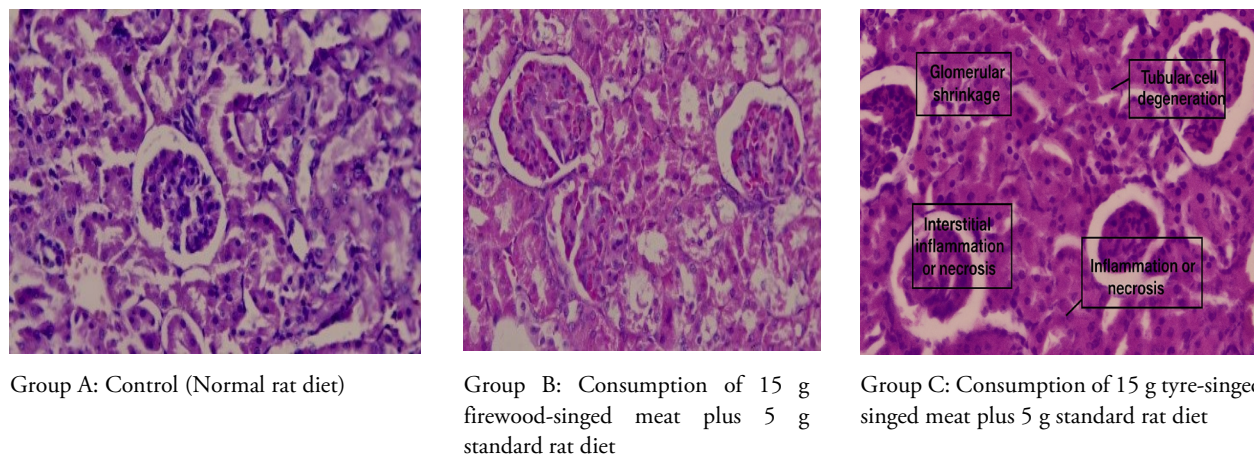 Glomerular
shrinkage
Tubular cell
degeneration
Interstitial
inflammation
or necrosis
Inflammation or
necrosis
Group A: Control (Normal rat diet)
Group B: Consumption of 15 g
firewood-singed meat plus 5 g
standard rat diet
Group C: Consumption of 15 g tyre-singed
singed meat plus 5 g standard rat diet